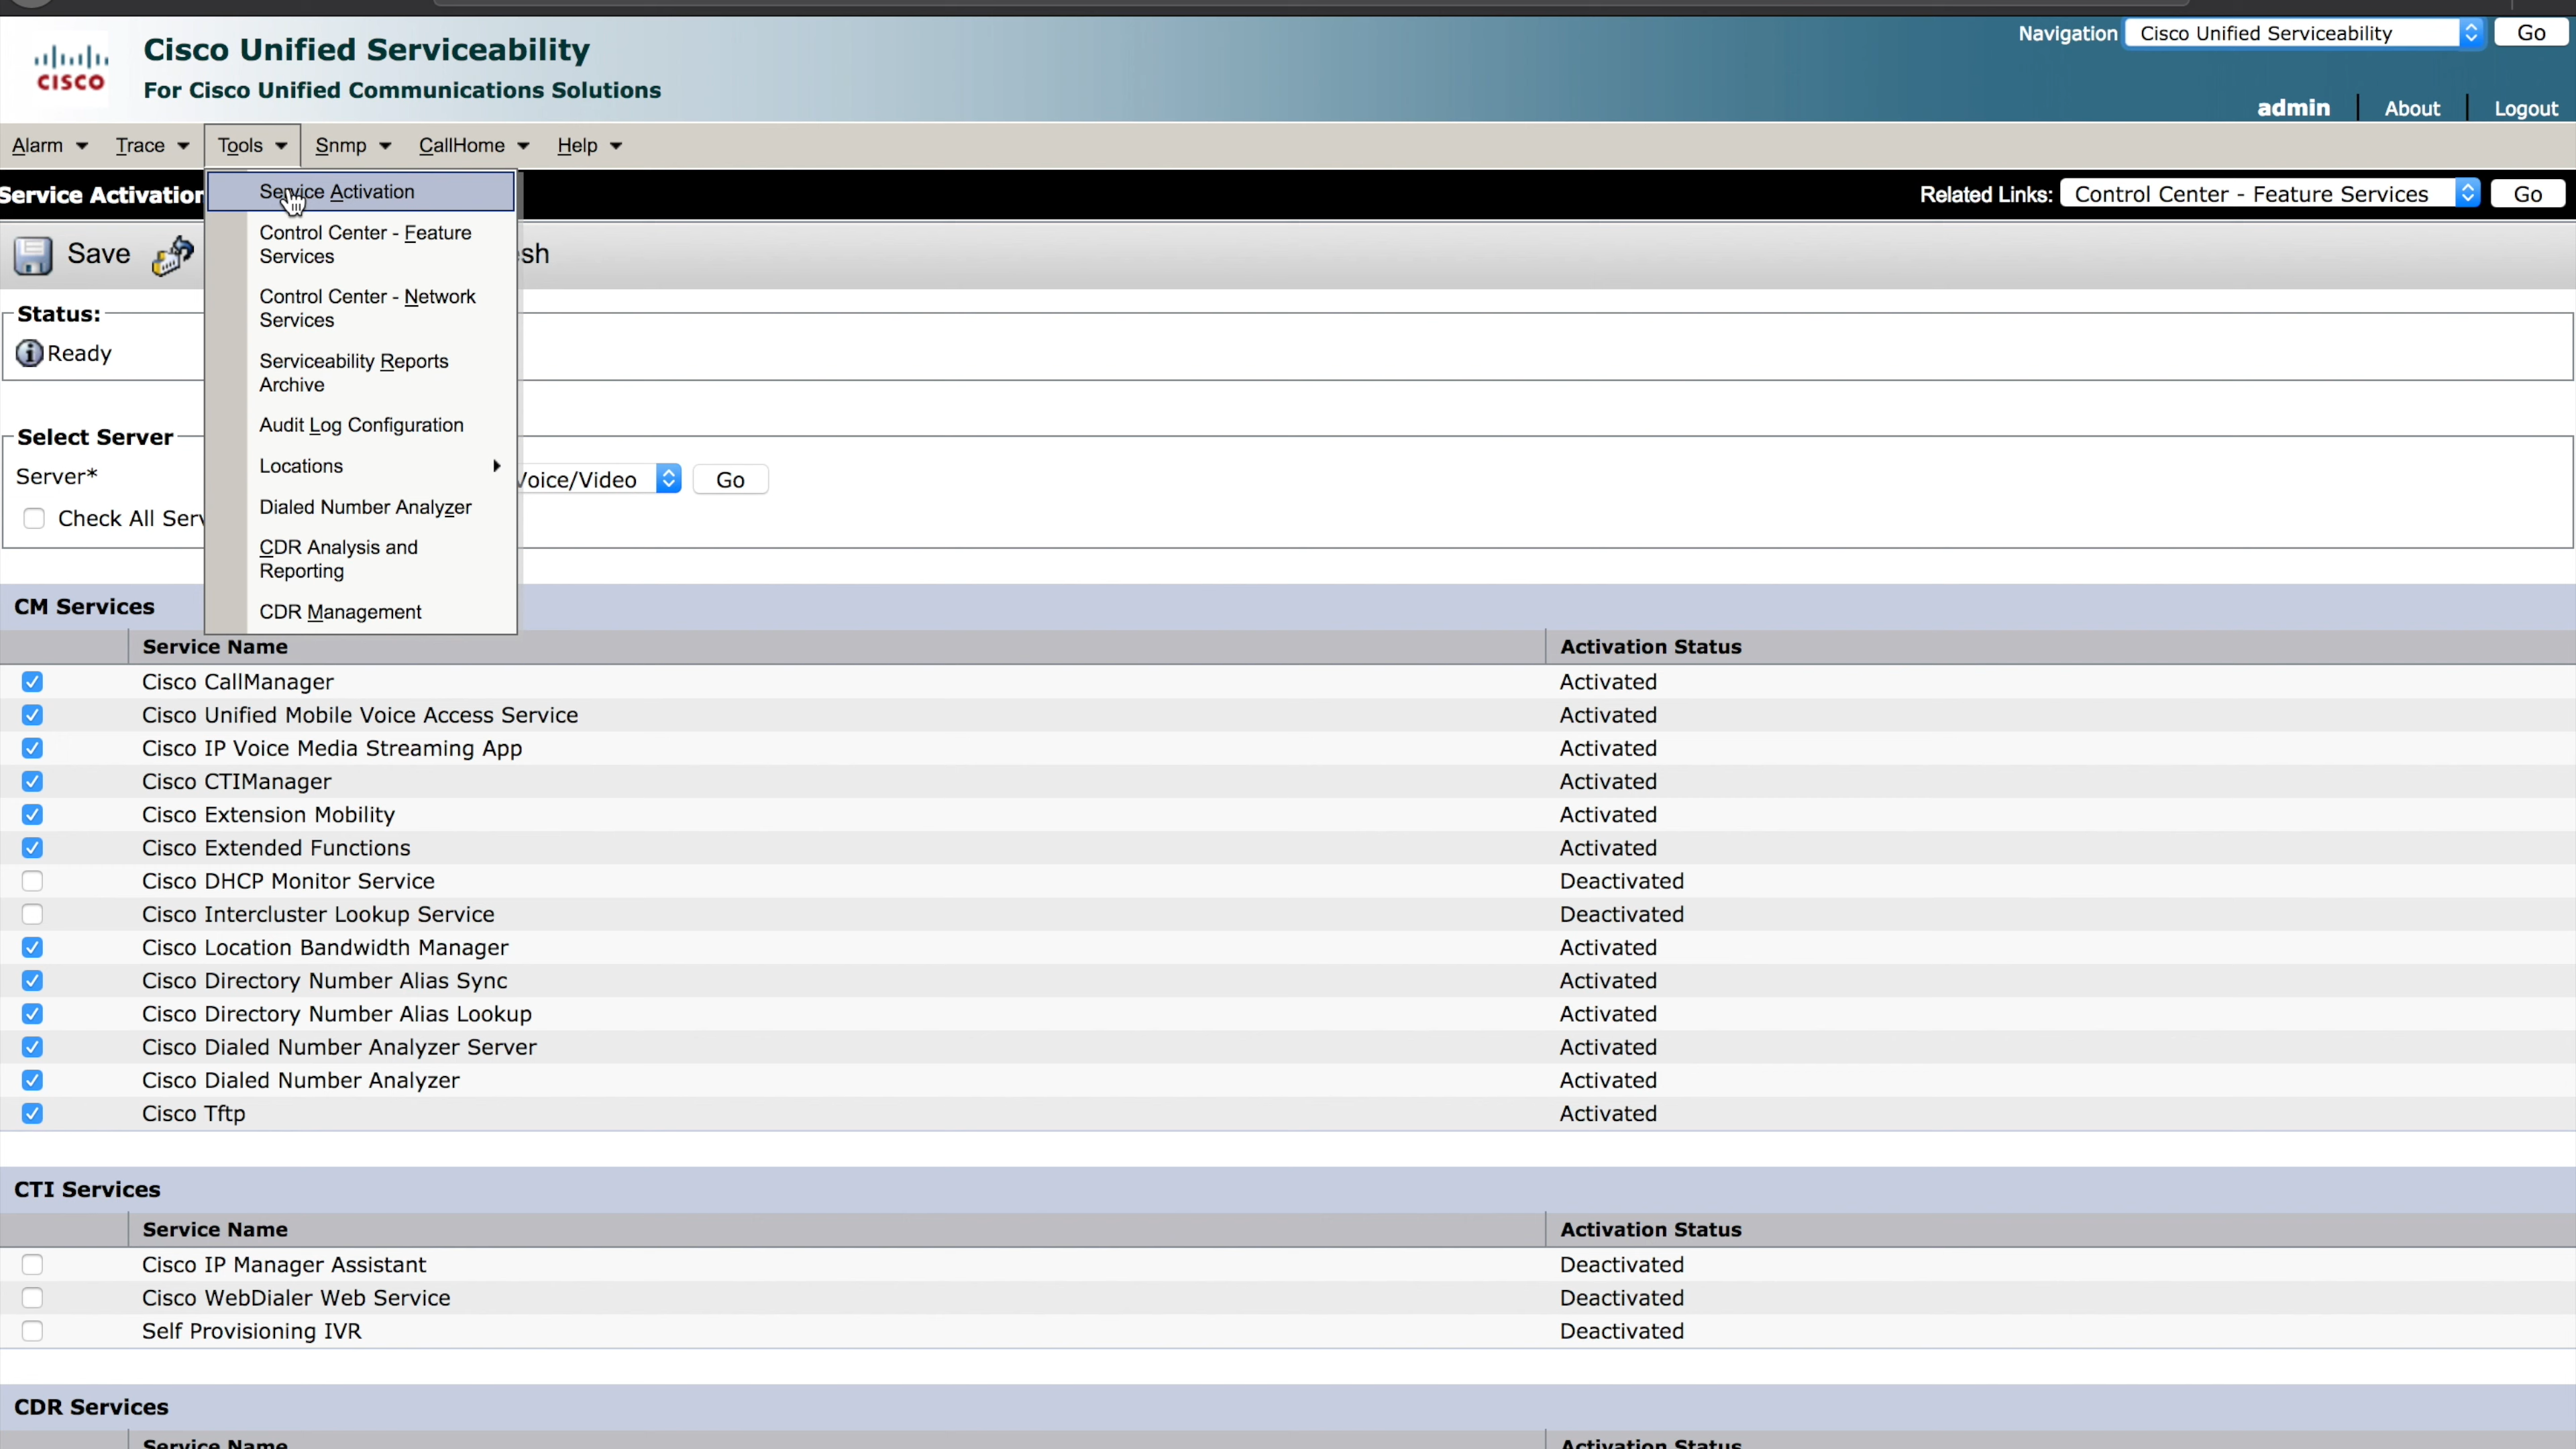 Cisco Unified Serviceability
For Cisco Unified Communications Solutions
CISCO
Navigation Cisco Unified Serviceability Go
admin About Logout
Alarm Trace Tools Snmp CallHome Help
Service Activation
Related Links: Control Center - Feature Services Go
Service Activation
Control Center - Feature
Services
Control Center - Network
Services
Serviceability Reports
Archive
Audit Log Configuration
Locations
Dialed Number Analyzer
CDR Analysis and
Reporting
CDR Management
Save sh
Status:
Ready
Select Server
Server* Voice/Video Go
Check All Serv
CM Services
Service Name Activation Status
Cisco CallManager Activated
Cisco Unified Mobile Voice Access Service Activated
Cisco IP Voice Media Streaming App Activated
Cisco CTIManager Activated
Cisco Extension Mobility Activated
Cisco Extended Functions Activated
Cisco DHCP Monitor Service Deactivated
Cisco Intercluster Lookup Service Deactivated
Cisco Location Bandwidth Manager Activated
Cisco Directory Number Alias Sync Activated
Cisco Directory Number Alias Lookup Activated
Cisco Dialed Number Analyzer Server Activated
Cisco Dialed Number Analyzer Activated
Cisco Tftp Activated
CTI Services
Service Name Activation Status
Cisco IP Manager Assistant Deactivated
Cisco WebDialer Web Service Deactivated
Self Provisioning IVR Deactivated
CDR Services
Service Name Activation Status